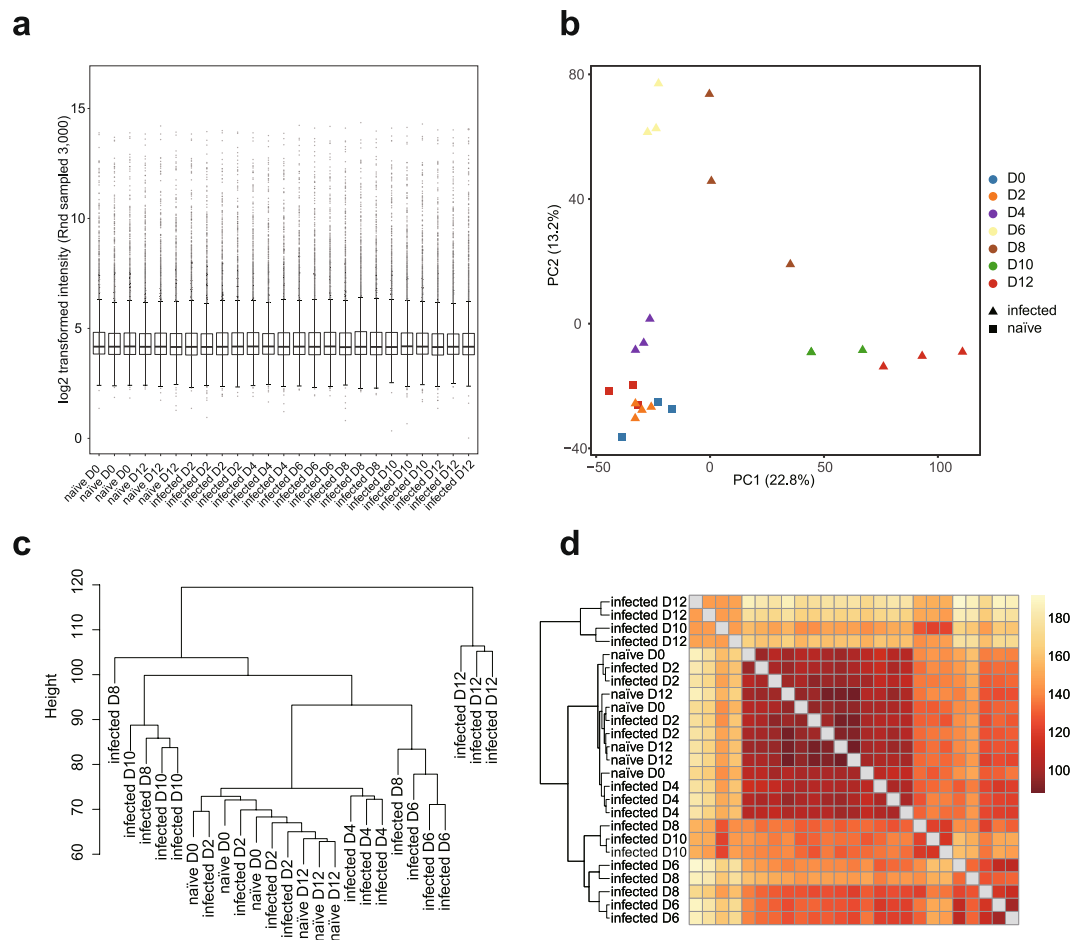 a
log2 transformed intensity (Rnd sampled 3,000)
15
10
5
0
naïve D0
naïve D0
naïve D0
naïve D12
naïve D12
naïve D12
infected D2
infected D2
infected D2
infected D2
infected D4
infected D4
infected D4
infected D6
infected D6
infected D6
infected D8
infected D8
infected D8
infected D10
infected D10
infected D10
infected D12
infected D12
infected D12
b
PC2 (13.2%)
80
40
0
−40
−50
0
50
100
PC1 (22.8%)
D0
D2
D4
D6
D8
D10
D12
infected
naïve
c
Height
120
110
100
90
80
70
60
infected D8
infected D10
infected D8
infected D10
infected D10
naïve D0
infected D2
naïve D0
infected D2
naïve D0
infected D2
infected D2
naïve D12
naïve D12
naïve D12
infected D4
infected D4
infected D4
infected D8
infected D6
infected D6
infected D6
infected D12
infected D12
infected D12
d
infected D12
infected D12
infected D10
infected D12
naïve D0
infected D2
infected D2
naïve D12
naïve D0
infected D2
infected D2
naïve D12
naïve D12
naïve D0
infected D4
infected D4
infected D4
infected D8
infected D10
infected D10
infected D6
infected D8
infected D8
infected D6
infected D6
180
160
140
120
100